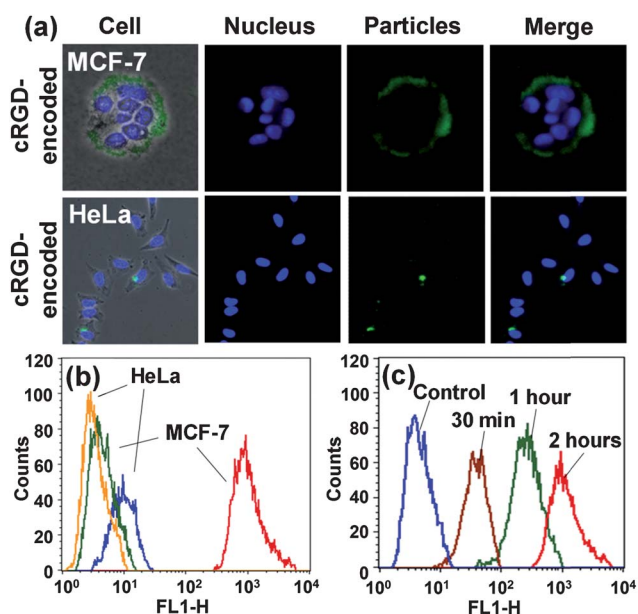 (a) Cell Nucleus Particles Merge
cRGD-
encoded
MCF-7
cRGD-
encoded
HeLa
(b)
HeLa
MCF-7
120
100
80
60
40
20
0
Counts
10⁰ 10¹ 10² 10³ 10⁴
FL1-H
(c)
Control
30 min
1 hour
2 hours
120
100
80
60
40
20
0
Counts
10⁰ 10¹ 10² 10³ 10⁴
FL1-H